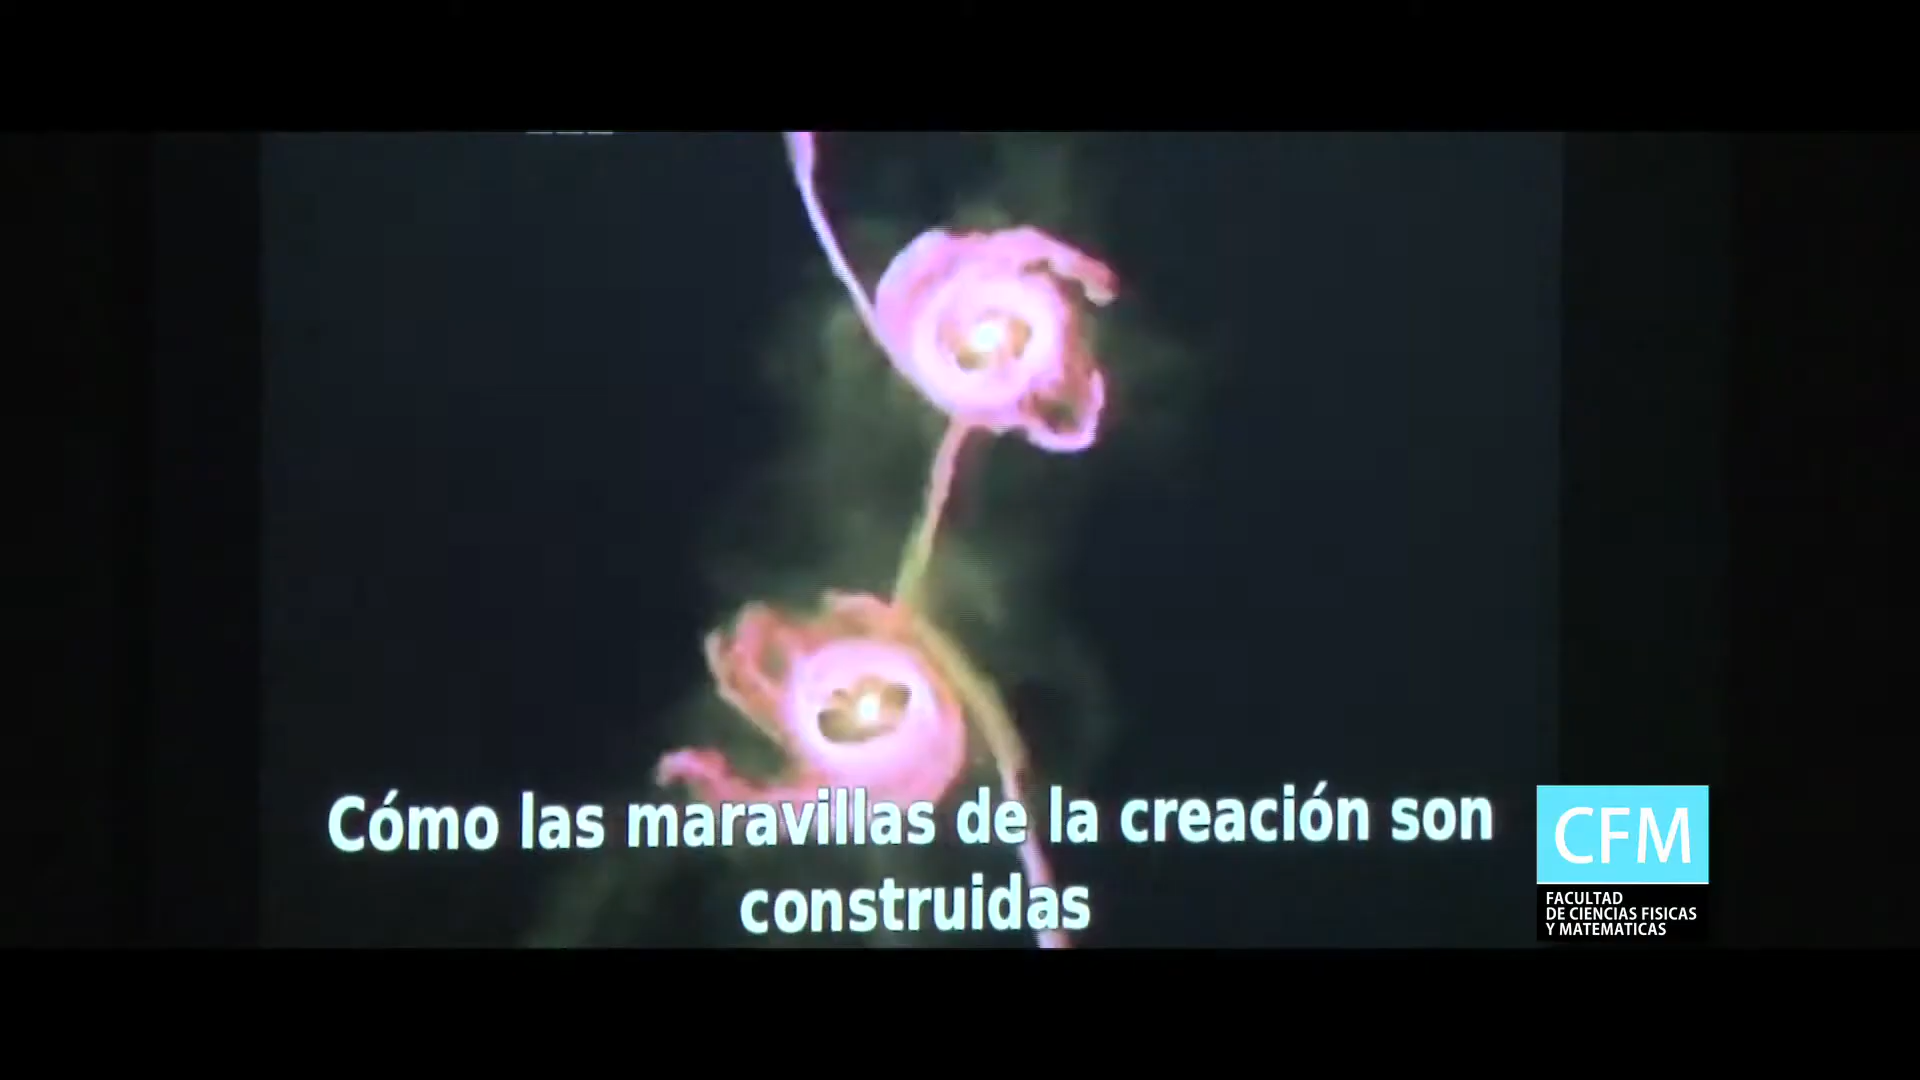 Cómo las maravillas de la creación son
construidas
CFM
FACULTAD
DE CIENCIAS FISICAS
Y MATEMATICAS